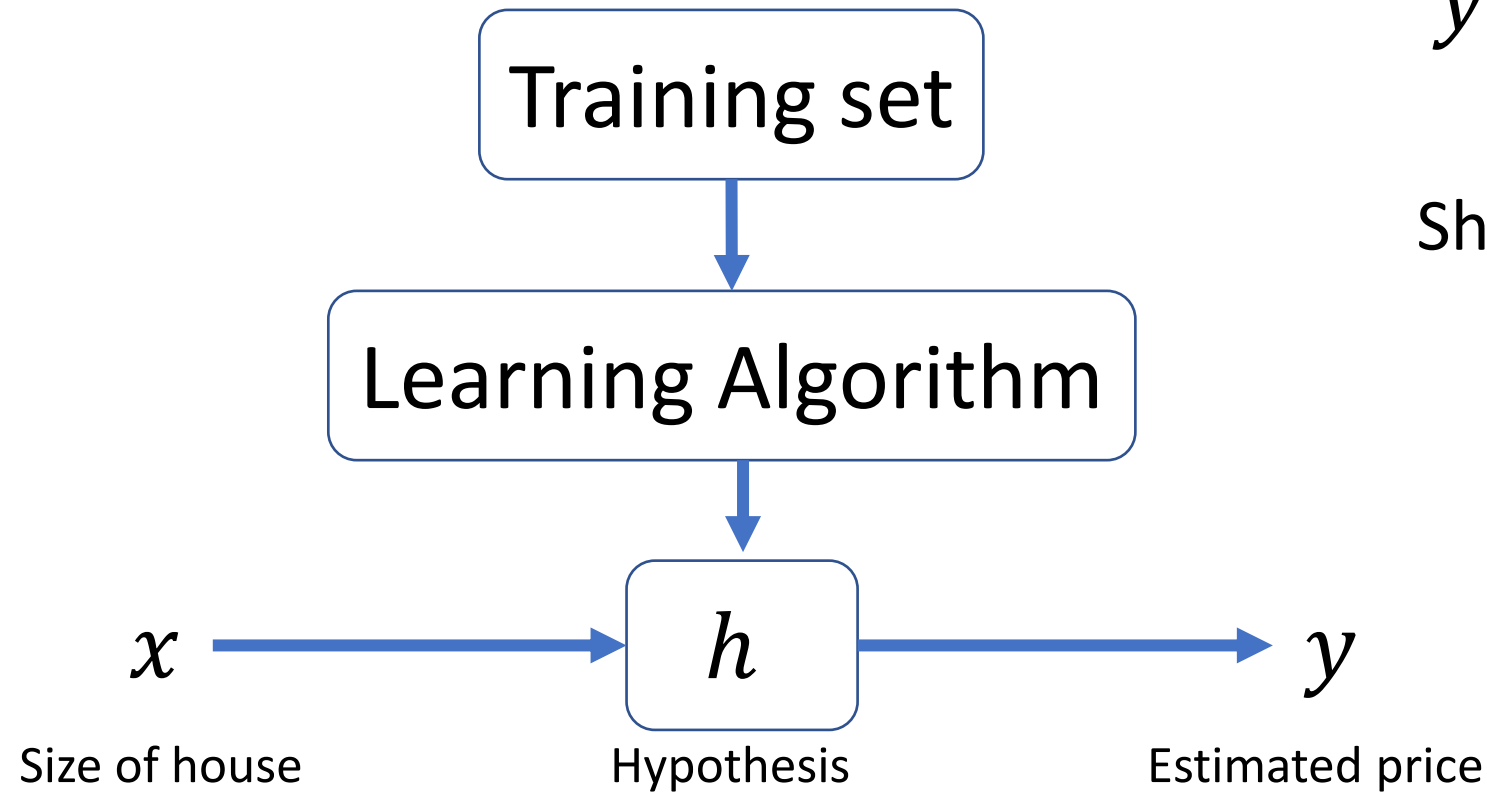 y
Training set
Sh
Learning Algorithm
x
h
y
Size of house
Hypothesis
Estimated price